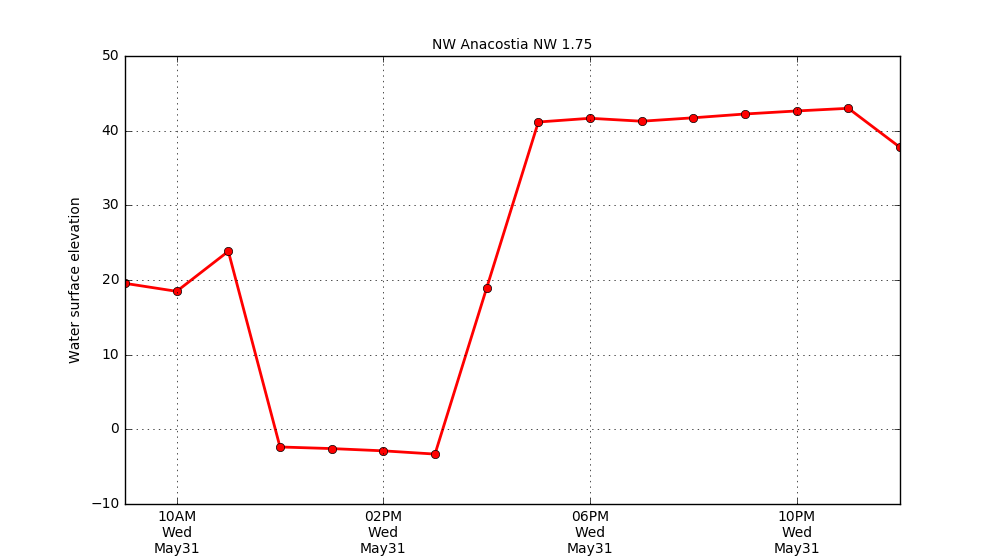 NW Anacostia NW 1.75
Water surface elevation
50
40
30
20
10
0
−10
10AM
Wed
May31
02PM
Wed
May31
06PM
Wed
May31
10PM
Wed
May31